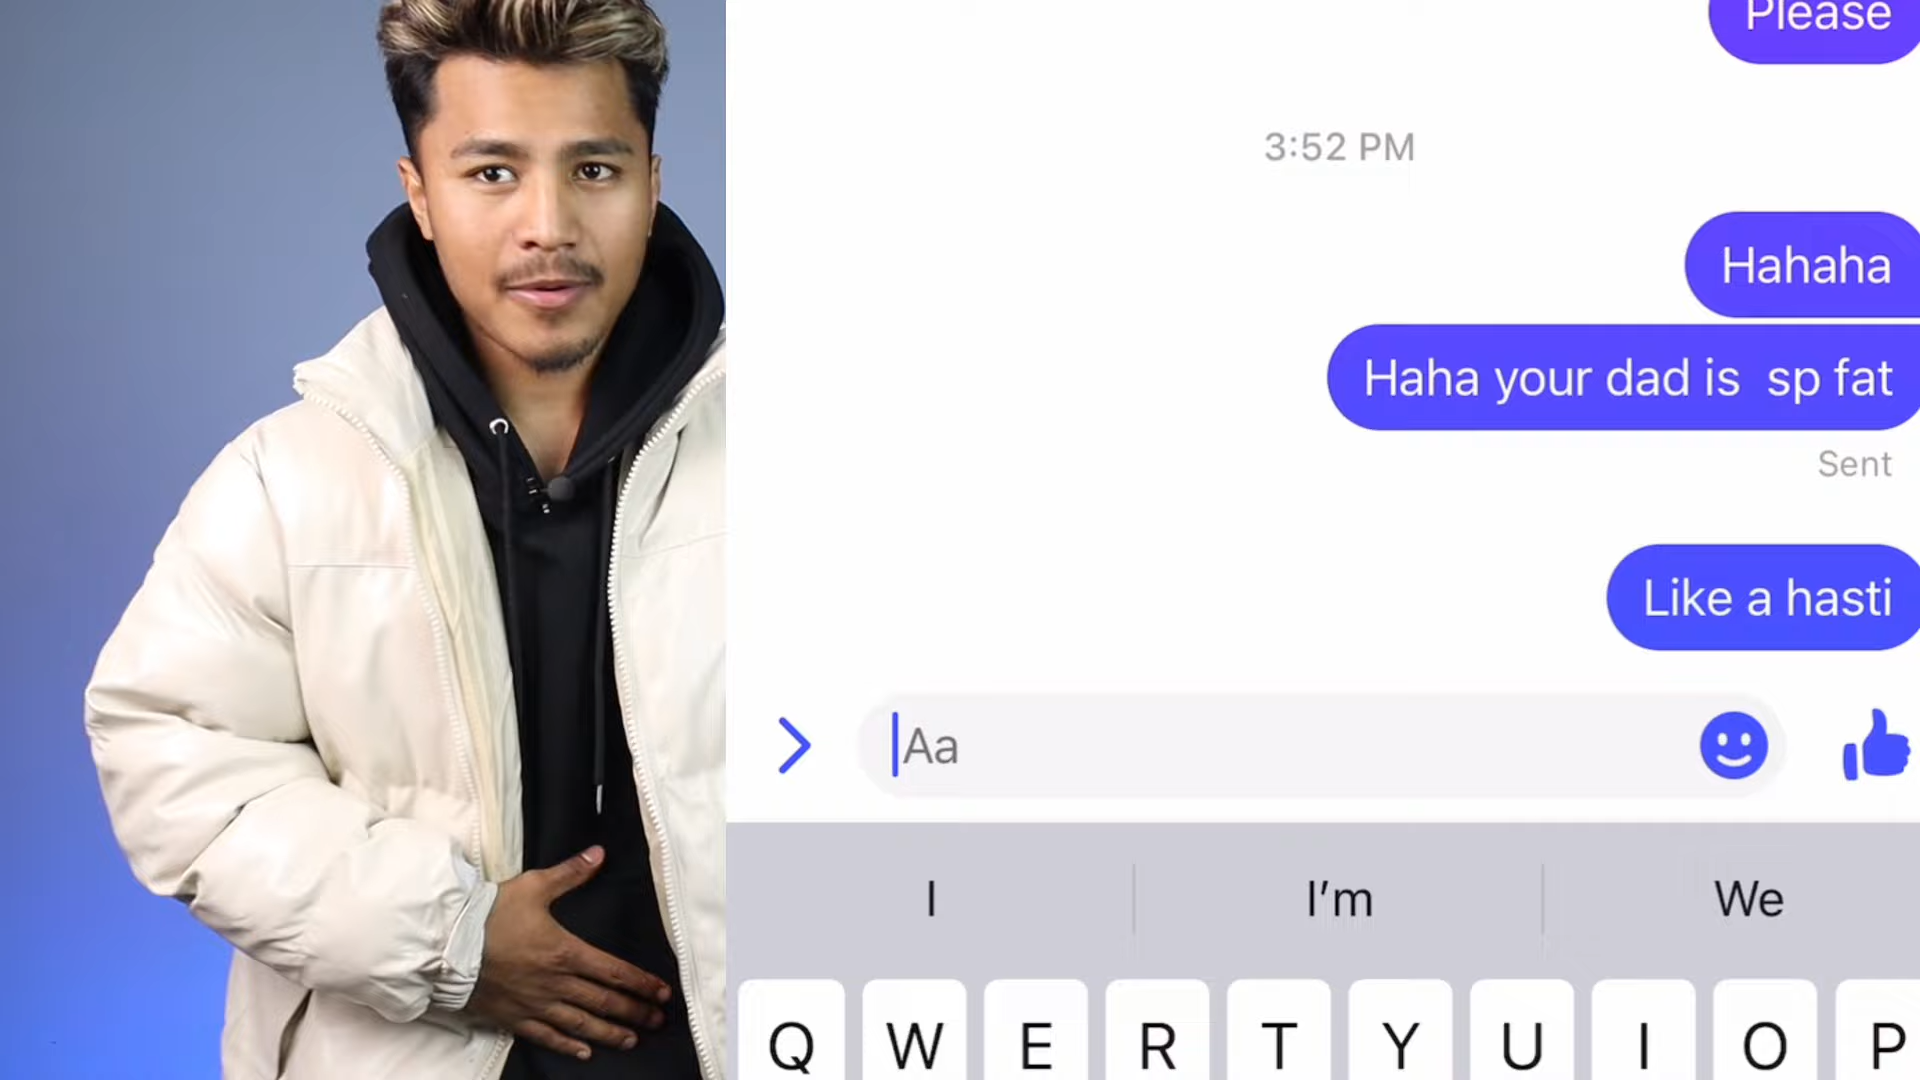 Please
3:52 PM
Hahaha
Haha your dad is  sp fat
Sent
Like a hasti
Aa
I
I'm
We
Q W E R T Y U I O P